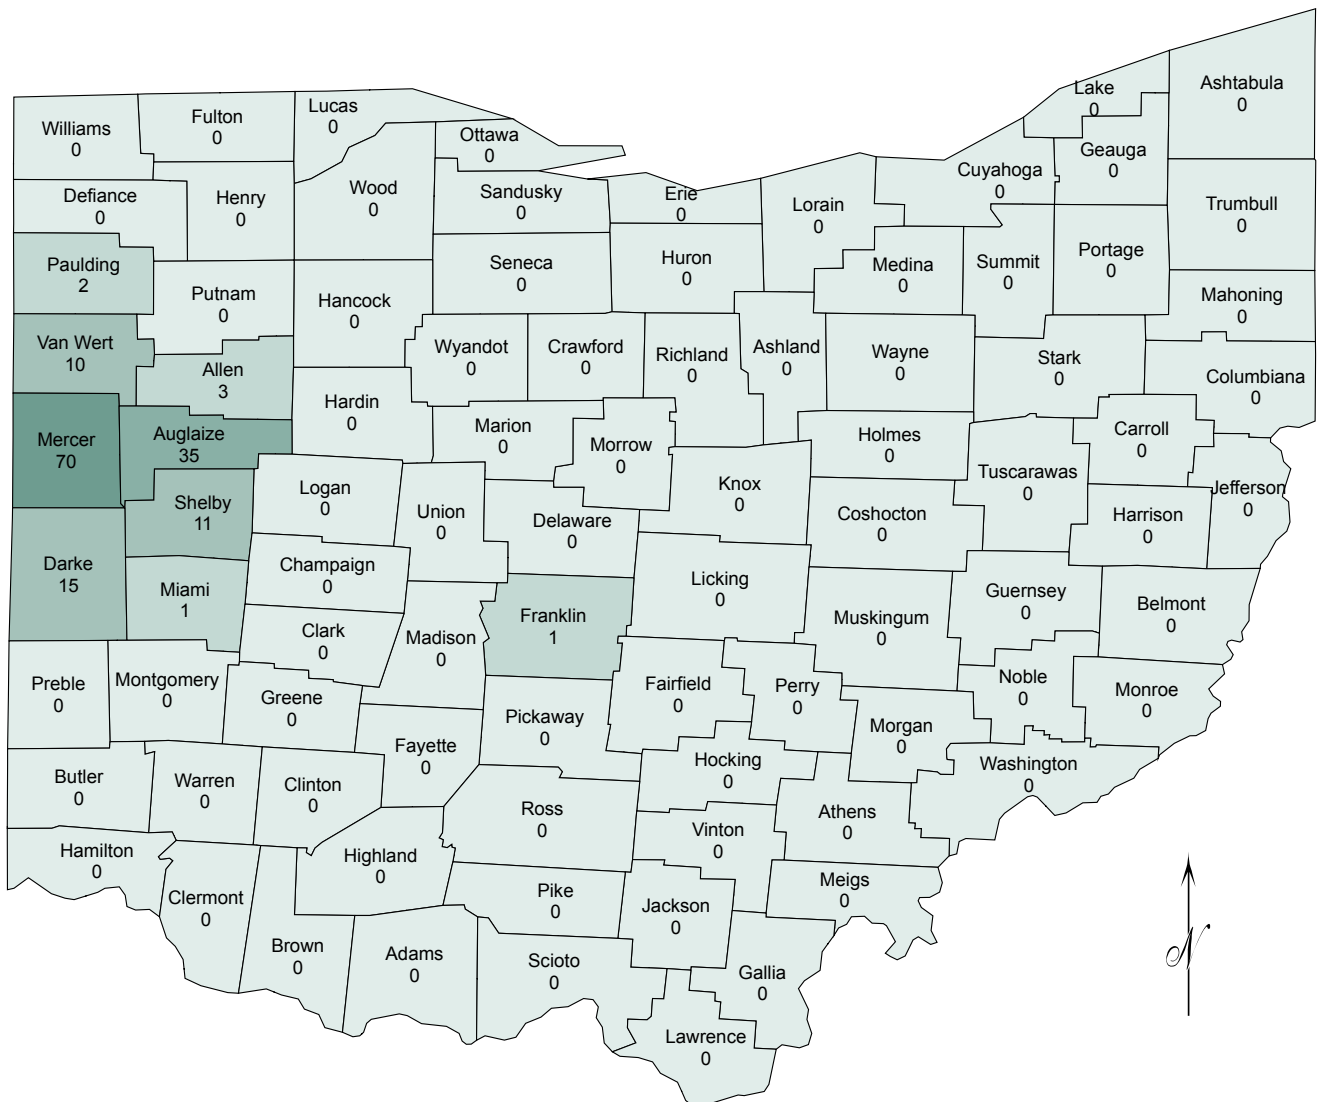 Williams
0
Fulton
0
Lucas
0
Ottawa
0
Lake
0
Ashtabula
0
Defiance
0
Henry
0
Wood
0
Sandusky
0
Erie
0
Lorain
0
Cuyahoga
0
Geauga
0
Trumbull
0
Paulding
2
Putnam
0
Hancock
0
Seneca
0
Huron
0
Medina
0
Summit
0
Portage
0
Mahoning
0
Van Wert
10
Allen
3
Wyandot
0
Crawford
0
Richland
0
Ashland
0
Wayne
0
Stark
0
Columbiana
0
Mercer
70
Auglaize
35
Hardin
0
Marion
0
Morrow
0
Holmes
0
Tuscarawas
0
Carroll
0
Jefferson
0
Shelby
11
Logan
0
Union
0
Delaware
0
Knox
0
Coshocton
0
Harrison
0
Darke
15
Miami
1
Champaign
0
Clark
0
Madison
0
Franklin
1
Licking
0
Muskingum
0
Guernsey
0
Belmont
0
Preble
0
Montgomery
0
Greene
0
Fayette
0
Pickaway
0
Fairfield
0
Perry
0
Morgan
0
Noble
0
Monroe
0
Butler
0
Warren
0
Clinton
0
Ross
0
Hocking
0
Athens
0
Washington
0
Hamilton
0
Clermont
0
Highland
0
Pike
0
Vinton
0
Jackson
0
Meigs
0
Brown
0
Adams
0
Scioto
0
Gallia
0
Lawrence
0
N